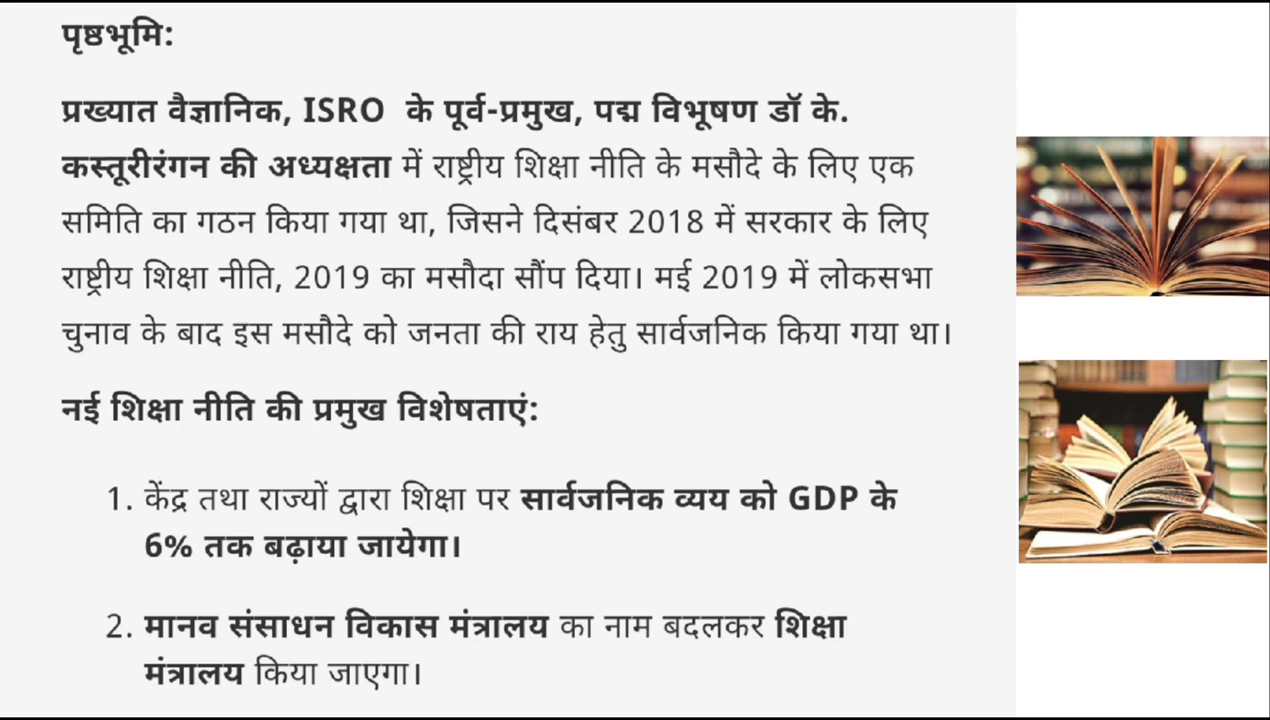 पृष्ठभूमि:
प्रख्यात वैज्ञानिक, ISRO के पूर्व-प्रमुख, पद्म विभूषण डॉ के.
कस्तूरीरंगन की अध्यक्षता में राष्ट्रीय शिक्षा नीति के मसौदे के लिए एक
समिति का गठन किया गया था, जिसने दिसंबर 2018 में सरकार के लिए
राष्ट्रीय शिक्षा नीति, 2019 का मसौदा सौंप दिया। मई 2019 में लोकसभा
चुनाव के बाद इस मसौदे को जनता की राय हेतु सार्वजनिक किया गया था।
नई शिक्षा नीति की प्रमुख विशेषताएं:
1. केंद्र तथा राज्यों द्वारा शिक्षा पर सार्वजनिक व्यय को GDP के
6% तक बढ़ाया जायेगा।
2. मानव संसाधन विकास मंत्रालय का नाम बदलकर शिक्षा
मंत्रालय किया जाएगा।